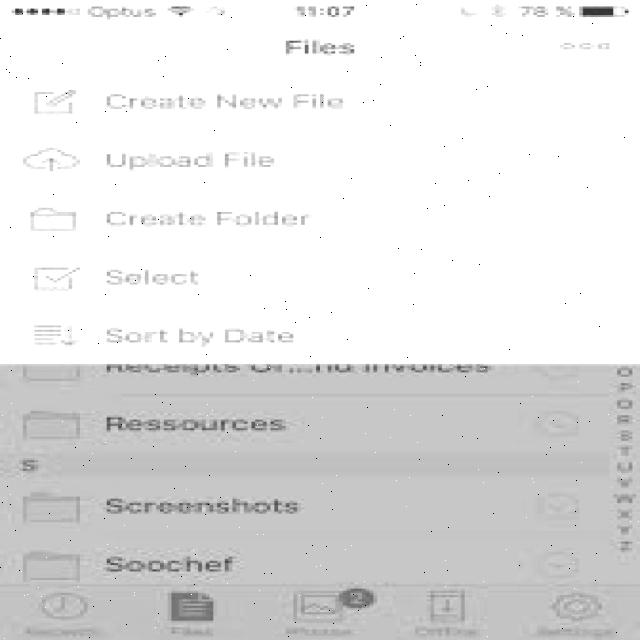 Optus 11:07 78 %
Files
Create New File
Upload File
Create Folder
Select
Sort by Date
Receipts Or...nd Invoices
Ressources
S
Screenshots
Soochef
2
Recents Files Photos Offline Settings